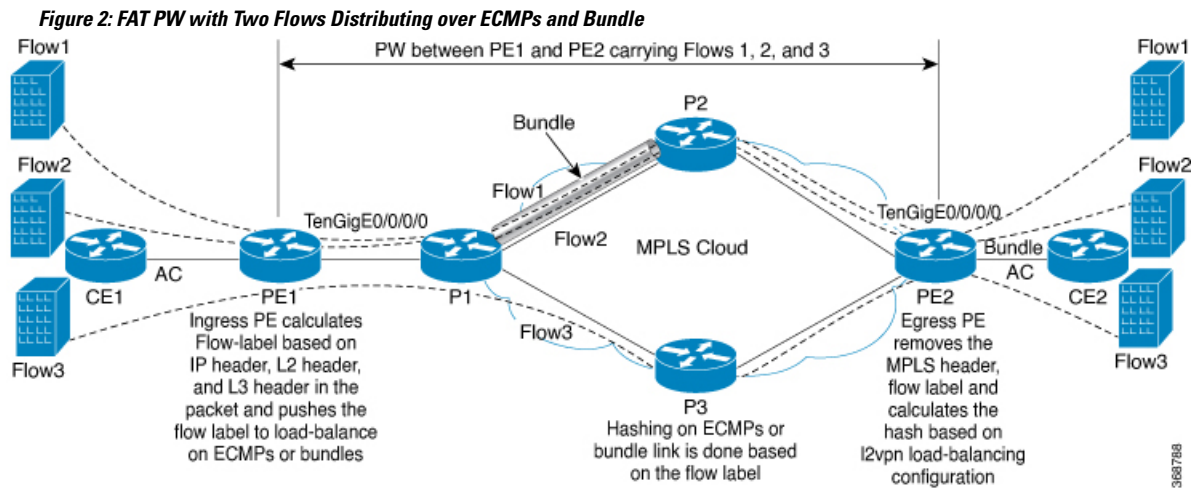 Figure 2: FAT PW with Two Flows Distributing over ECMPs and Bundle
Flow1
PW between PE1 and PE2 carrying Flows 1, 2, and 3
Flow1
P2
Bundle
Flow2
Flow1
Flow2
TenGigE0/0/0/0
Flow2
MPLS Cloud
TenGigE0/0/0/0
Bundle
AC
AC
CE1
PE1
P1
PE2
CE2
Flow3
Flow3
Flow3
Ingress PE calculates
Flow-label based on
IP header, L2 header,
and L3 header in the
packet and pushes the
flow label to load-balance
on ECMPs or bundles
P3
Hashing on ECMPs or
bundle link is done based
on the flow label
Egress PE
removes the
MPLS header,
flow label and
calculates the
hash based on
l2vpn load-balancing
configuration
368788